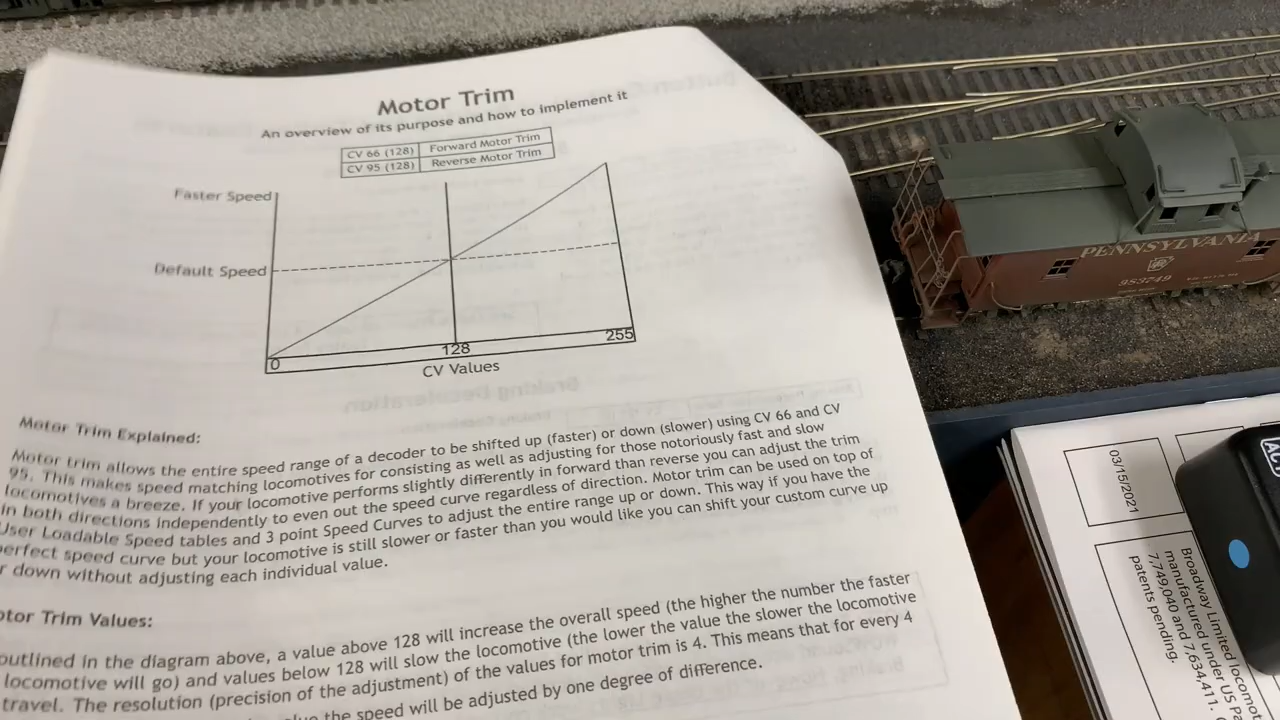 Motor Trim
An overview of its purpose and how to implement it
CV 66 (128) Forward Motor Trim
CV 95 (128) Reverse Motor Trim
Faster Speed
Default Speed
0 128 255
CV Values
Motor Trim Explained:
Motor trim allows the entire speed range of a decoder to be shifted up (faster) or down (slower) using CV 66 and CV
95. This makes speed matching locomotives for consisting as well as adjusting for those notoriously fast and slow
locomotives a breeze. If your locomotive performs slightly differently in forward than reverse you can adjust the trim
in both directions independently to even out the speed curve regardless of direction. Motor trim can be used on top of
User Loadable Speed tables and 3 point Speed Curves to adjust the entire range up or down. This way if you have the
perfect speed curve but your locomotive is still slower or faster than you would like you can shift your custom curve up
r down without adjusting each individual value.
otor Trim Values:
outlined in the diagram above, a value above 128 will increase the overall speed (the higher the number the faster
locomotive will go) and values below 128 will slow the locomotive (the lower the value the slower the locomotive
travel. The resolution (precision of the adjustment) of the values for motor trim is 4. This means that for every 4
the speed will be adjusted by one degree of difference.
PENNSYLVANIA
953749
03/15/2021
Broadway Limited locomot
manufactured under US P
7,749,040 and 7,634,411.
patents pending.